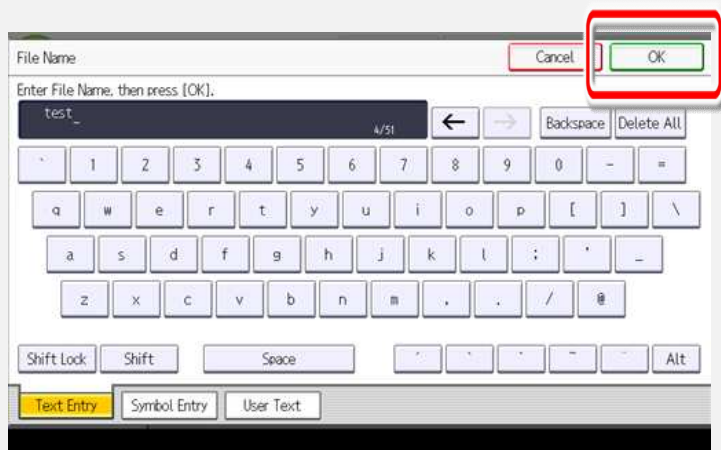 File Name Cancel OK
Enter File Name, then press [OK].
test_ 4/51 ← → Backspace Delete All
` 1 2 3 4 5 6 7 8 9 0 - =
q w e r t y u i o p [ ] \
a s d f g h j k l ; ' _
z x c v b n m , . / @
Shift Lock Shift Space ´ ` ^ ~ ¨ Alt
Text Entry Symbol Entry User Text